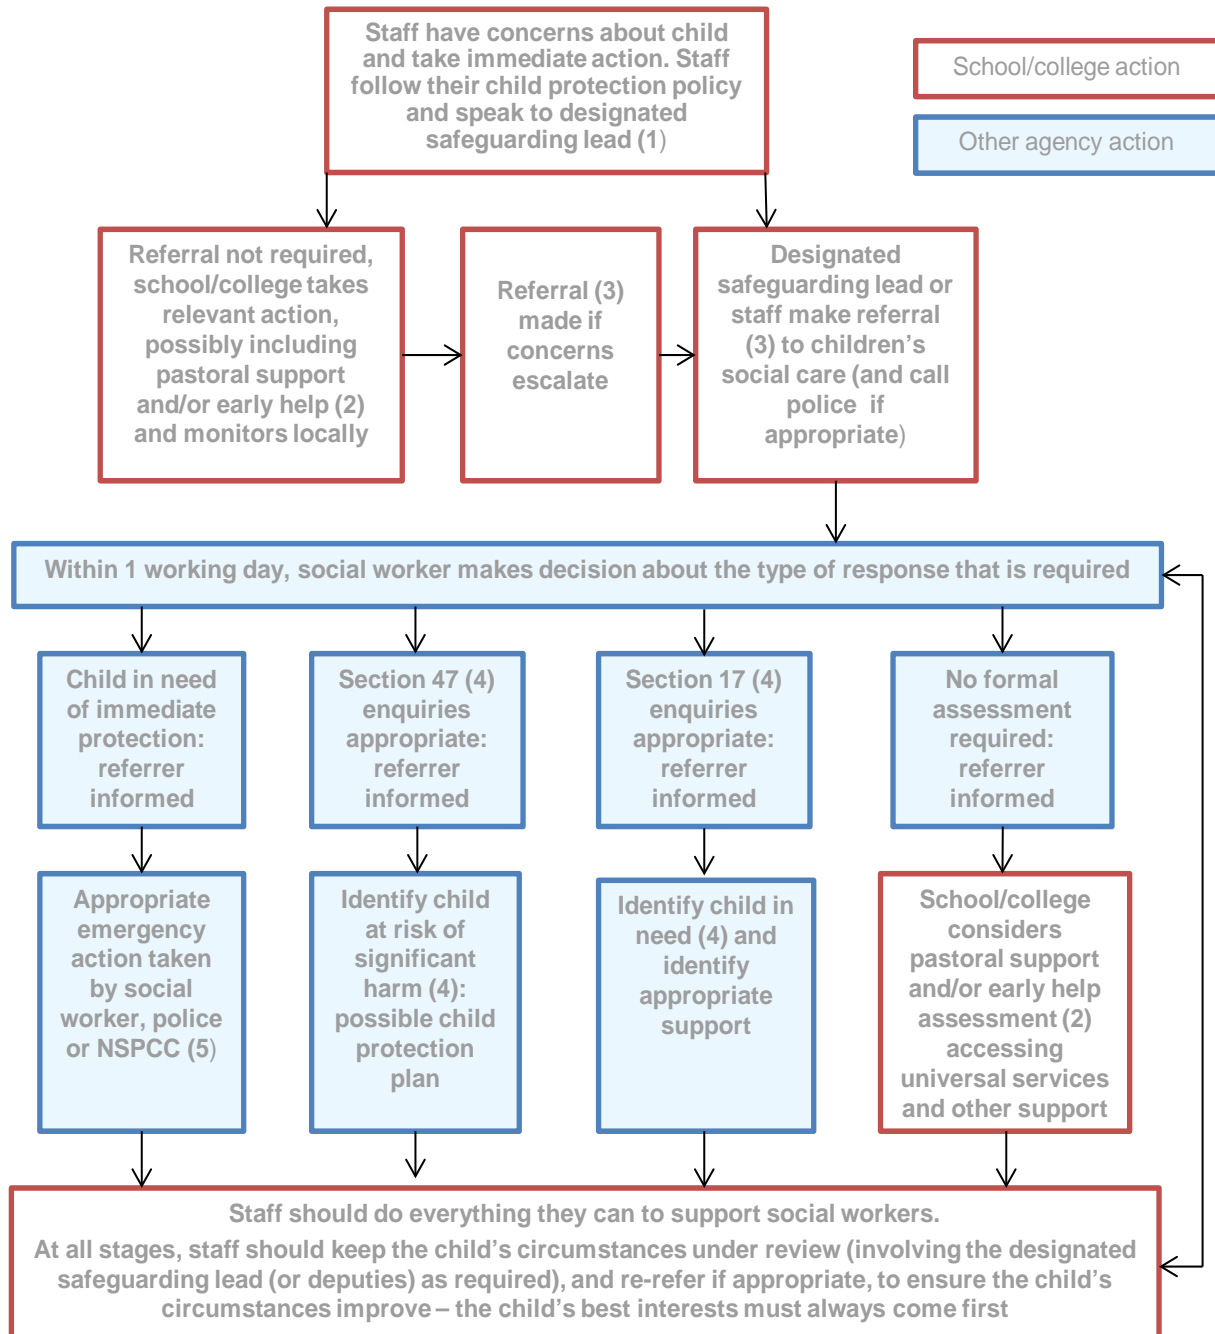 Staff have concerns about child
and take immediate action. Staff
follow their child protection policy
and speak to designated
safeguarding lead (1)
School/college action
Other agency action
Referral not required,
school/college takes
relevant action,
possibly including
pastoral support
and/or early help (2)
and monitors locally
Referral (3)
made if
concerns
escalate
Designated
safeguarding lead or
staff make referral
(3) to children’s
social care (and call
police if
appropriate)
Within 1 working day, social worker makes decision about the type of response that is required
Child in need
of immediate
protection:
referrer
informed
Section 47 (4)
enquiries
appropriate:
referrer
informed
Section 17 (4)
enquiries
appropriate:
referrer
informed
No formal
assessment
required:
referrer
informed
Appropriate
emergency
action taken
by social
worker, police
or NSPCC (5)
Identify child
at risk of
significant
harm (4):
possible child
protection
plan
Identify child in
need (4) and
identify
appropriate
support
School/college
considers
pastoral support
and/or early help
assessment (2)
accessing
universal services
and other support
Staff should do everything they can to support social workers.
At all stages, staff should keep the child’s circumstances under review (involving the designated
safeguarding lead (or deputies) as required), and re-refer if appropriate, to ensure the child’s
circumstances improve – the child’s best interests must always come first